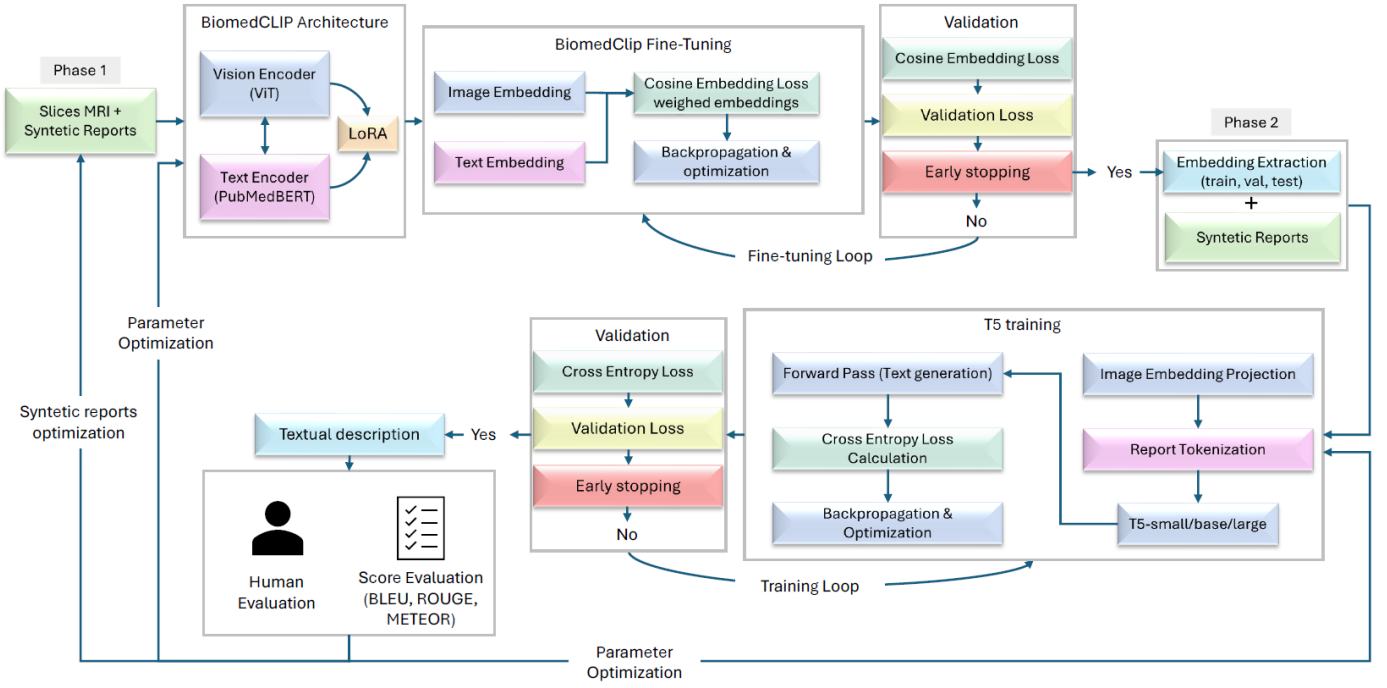 Phase 1
Slices MRI +
Syntetic Reports
BiomedCLIP Architecture
Vision Encoder
(ViT)
LoRA
Text Encoder
(PubMedBERT)
BiomedClip Fine-Tuning
Image Embedding
Text Embedding
Cosine Embedding Loss
weighed embeddings
Backpropagation &
optimization
Validation
Cosine Embedding Loss
Validation Loss
Early stopping
No
Yes
Fine-tuning Loop
Phase 2
Embedding Extraction
(train, val, test)
+
Syntetic Reports
T5 training
Image Embedding Projection
Report Tokenization
T5-small/base/large
Forward Pass (Text generation)
Cross Entropy Loss
Calculation
Backpropagation &
Optimization
Validation
Cross Entropy Loss
Validation Loss
Early stopping
No
Yes
Training Loop
Textual description
Human
Evaluation
Score Evaluation
(BLEU, ROUGE,
METEOR)
Parameter
Optimization
Syntetic reports
optimization
Parameter
Optimization